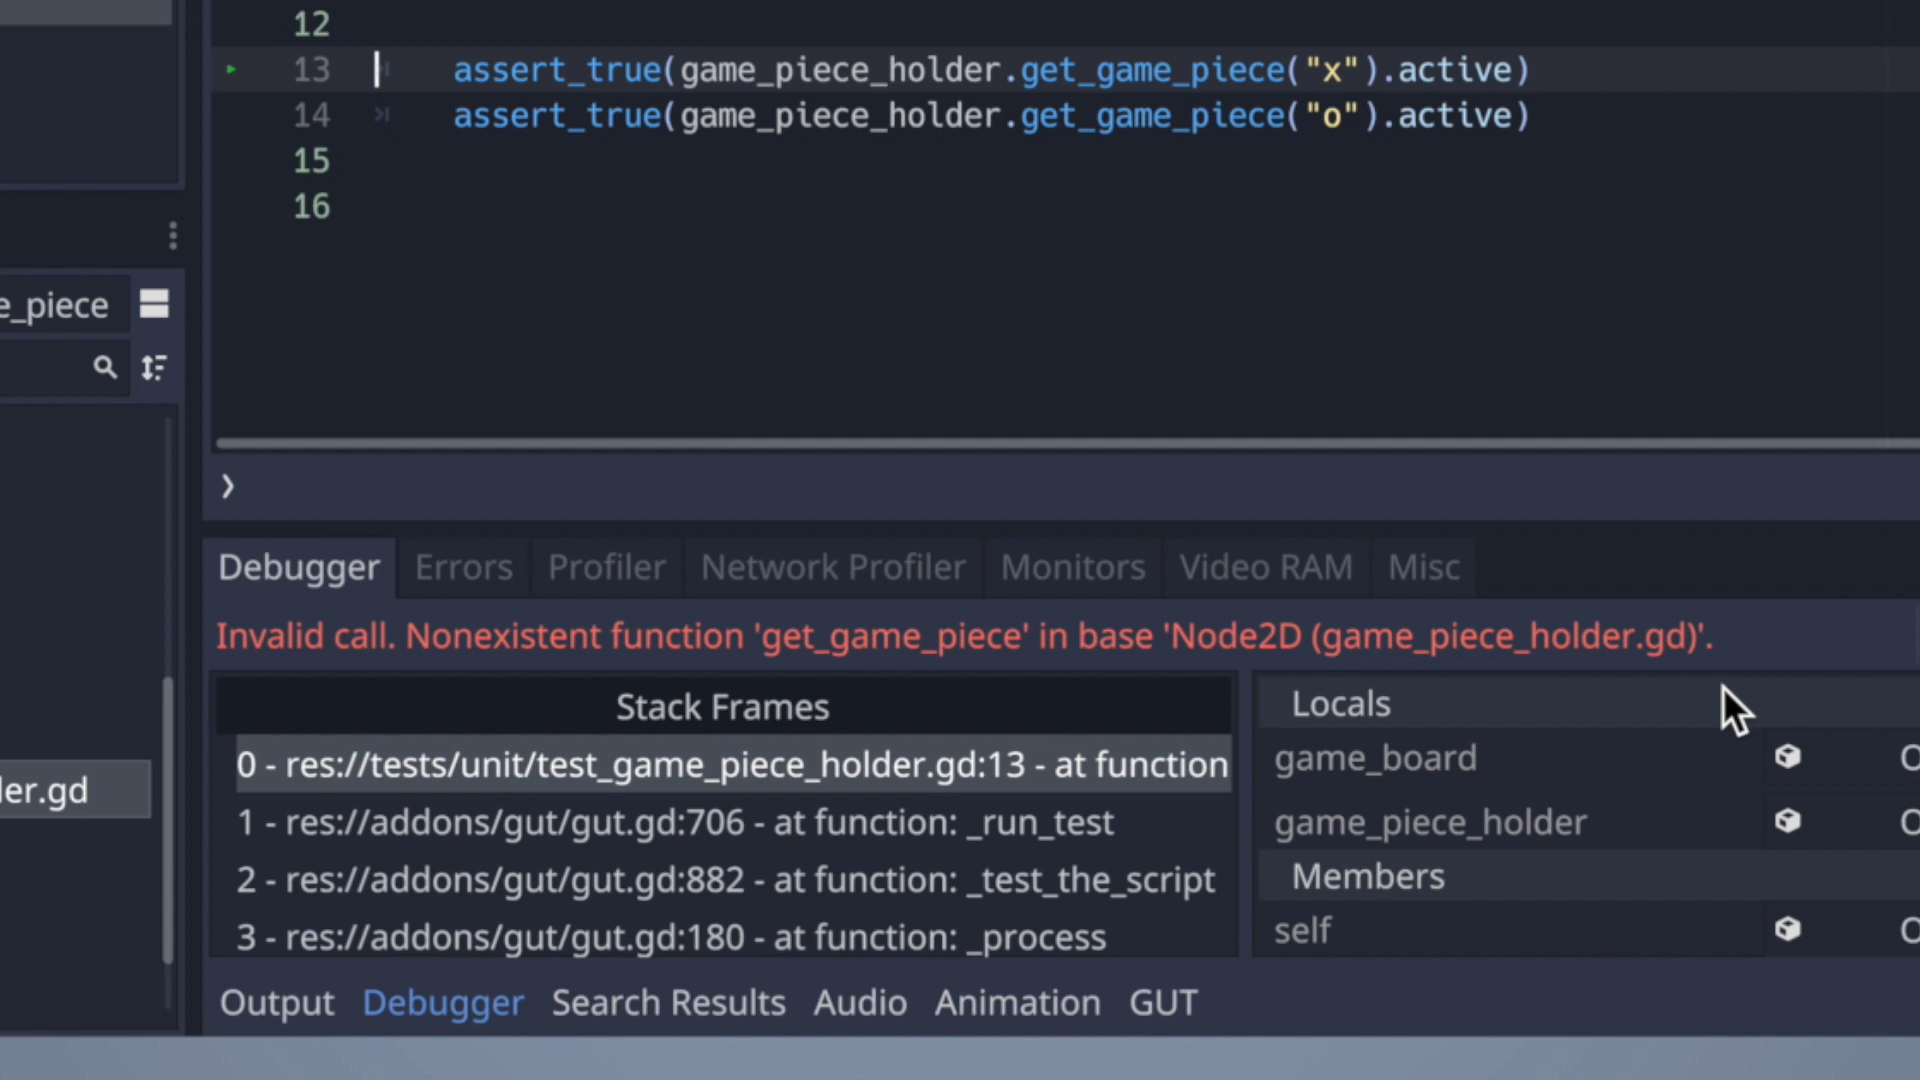 12
13 assert_true(game_piece_holder.get_game_piece("x").active)
14 assert_true(game_piece_holder.get_game_piece("o").active)
15
16
e_piece
ler.gd
Debugger Errors Profiler Network Profiler Monitors Video RAM Misc
Invalid call. Nonexistent function 'get_game_piece' in base 'Node2D (game_piece_holder.gd)'.
Stack Frames
0 - res://tests/unit/test_game_piece_holder.gd:13 - at function
1 - res://addons/gut/gut.gd:706 - at function: _run_test
2 - res://addons/gut/gut.gd:882 - at function: _test_the_script
3 - res://addons/gut/gut.gd:180 - at function: _process
Locals
game_board
game_piece_holder
Members
self
Output Debugger Search Results Audio Animation GUT